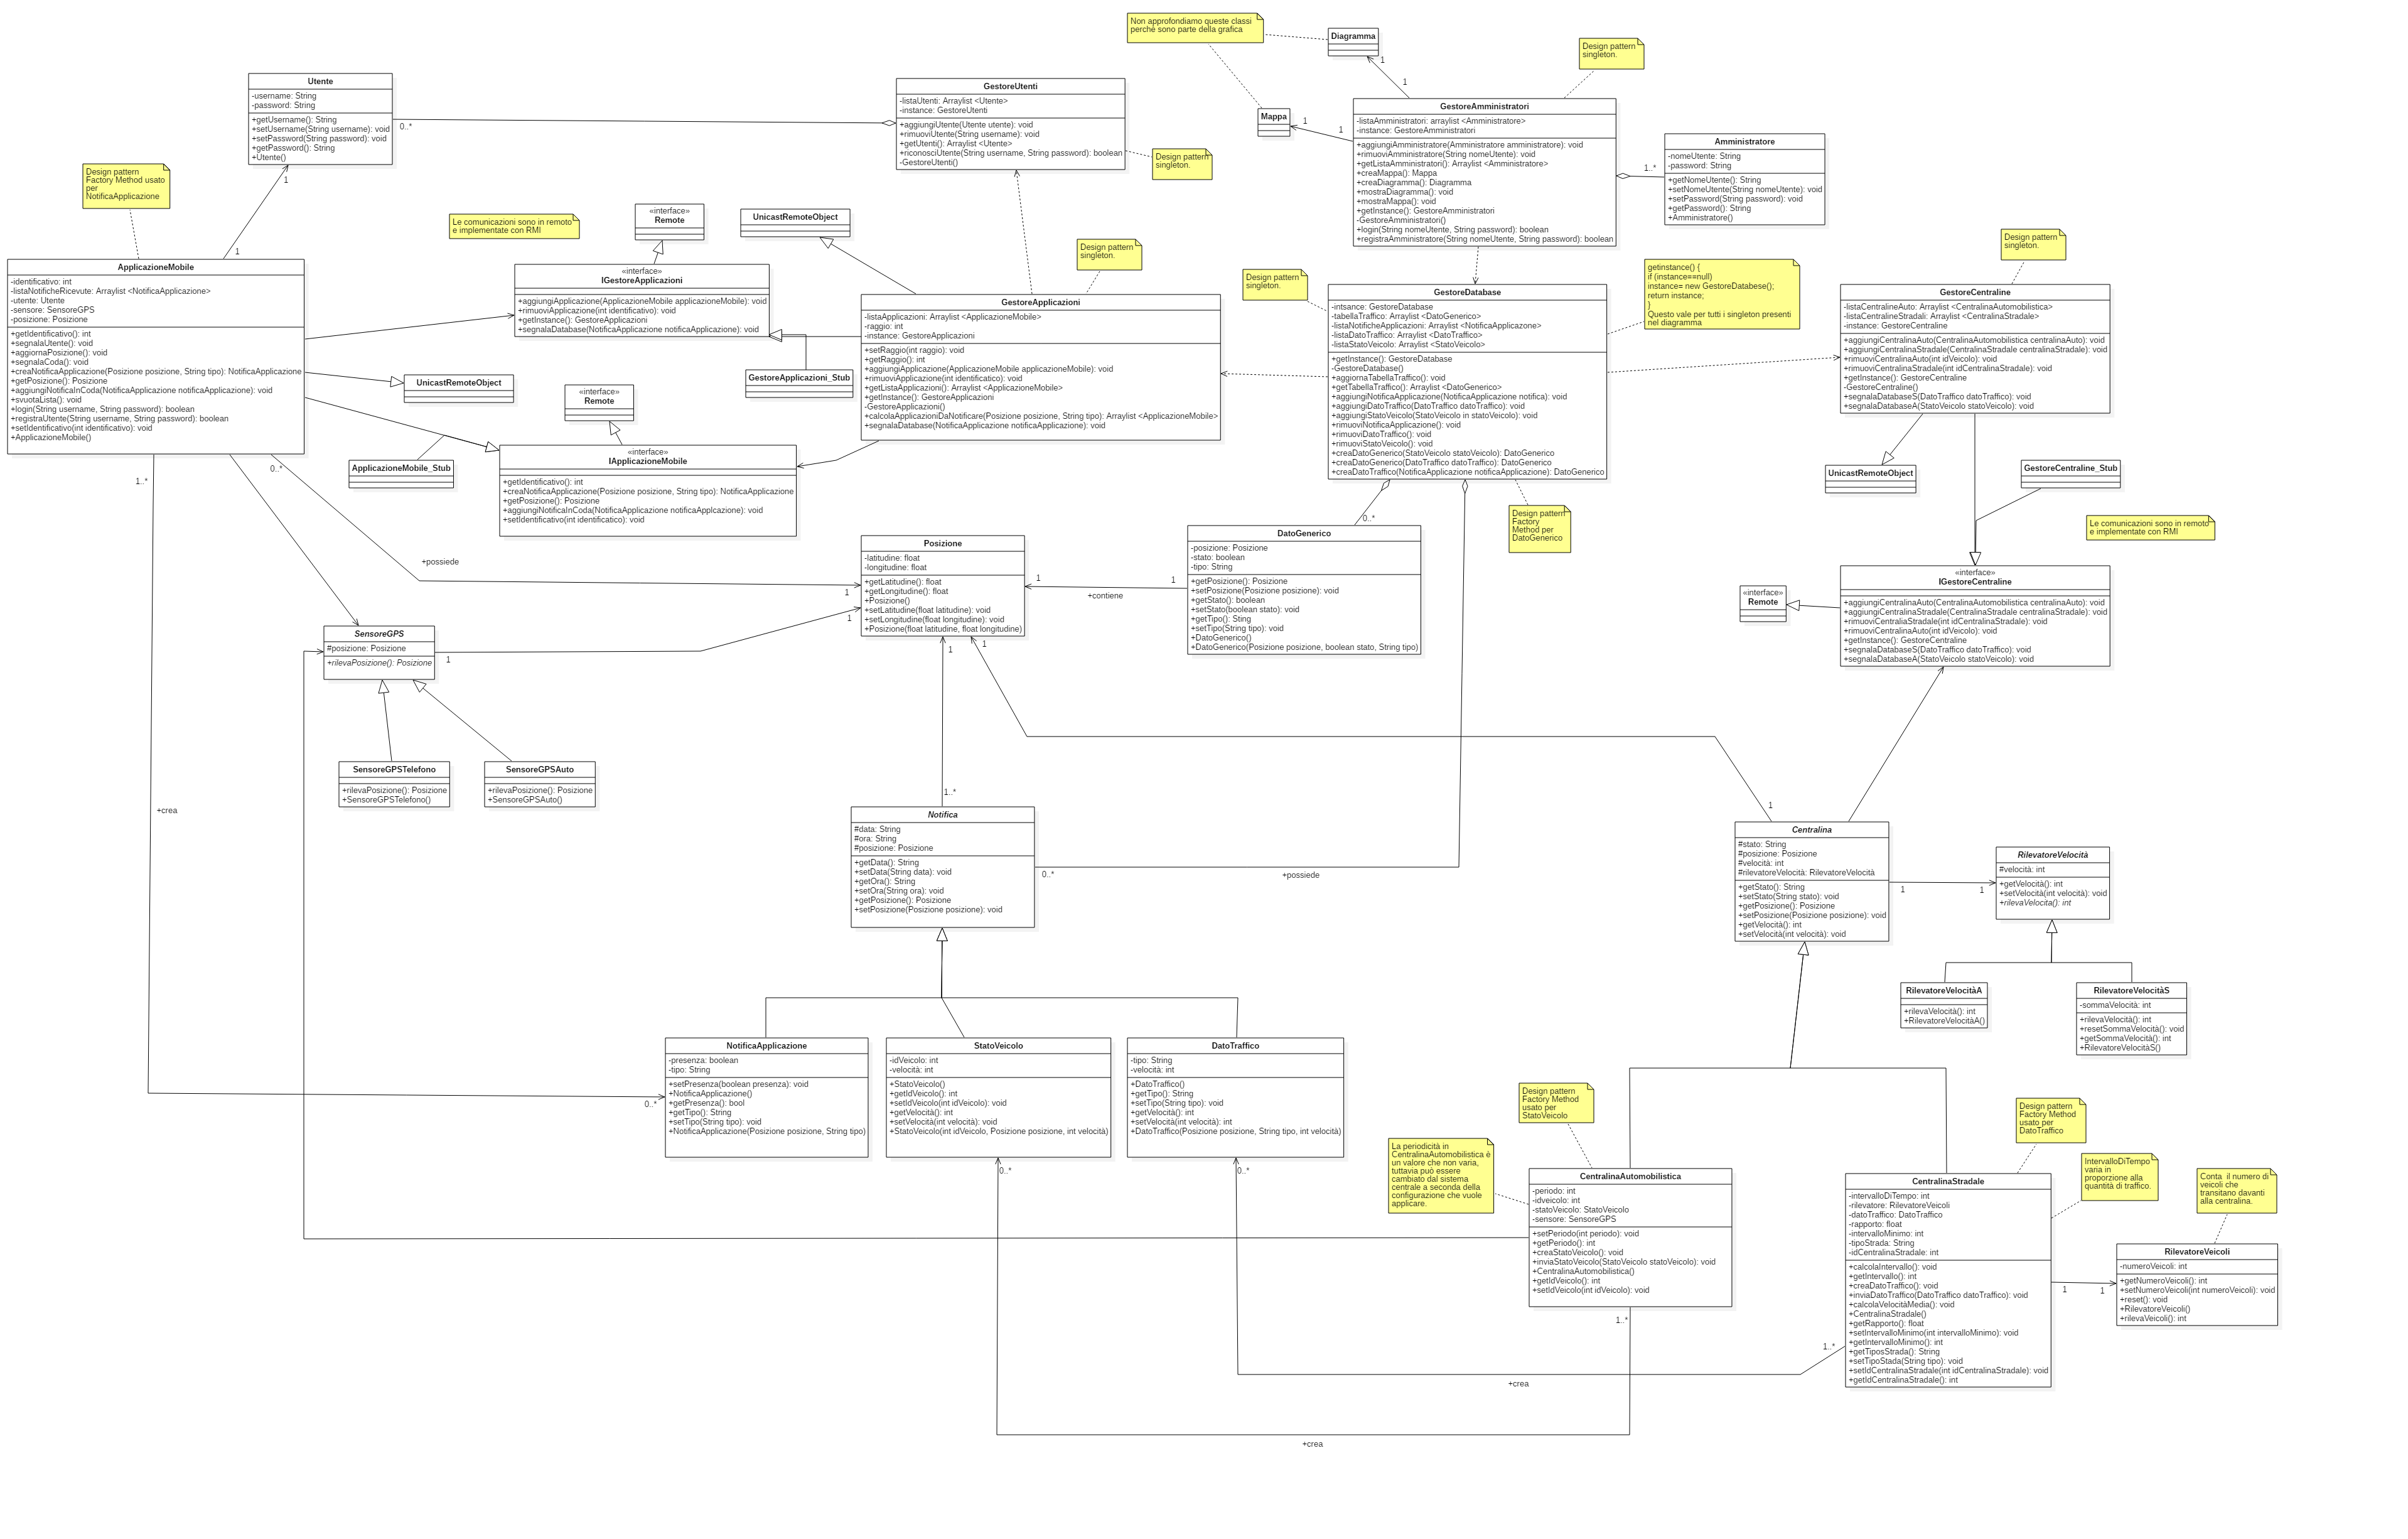 Non approfondiamo queste classi
perchè sono parte della grafica
Diagramma
1
1
Design pattern
singleton.
Utente
-username: String
-password: String
+getUsername(): String
+setUsername(String username): void
+setPassword(String password): void
+getPassword(): String
+Utente()
0..*
1
1
GestoreUtenti
-listaUtenti: Arraylist <Utente>
-instance: GestoreUtenti
+aggiungiUtente(Utente utente): void
+rimuoviUtente(String username): void
+getUtenti(): Arraylist <Utente>
+riconosciUtente(String username, String password): boolean
-GestoreUtenti()
Design pattern
singleton.
Mappa
1
1
GestoreAmministratori
-listaAmministratori: arraylist <Amministratore>
-instance: GestoreAmministratori
+aggiungiAmministratore(Amministratore amministratore): void
+rimuoviAmministratore(String nomeUtente): void
+getListaAmministratori(): Arraylist <Amministratore>
+creaMappa(): Mappa
+creaDiagramma(): Diagramma
+mostraDiagramma(): void
+mostraMappa(): void
+getInstance(): GestoreAmministratori
-GestoreAmministratori()
+login(String nomeUtente, String password): boolean
+registraAmministratore(String nomeUtente, String password): boolean
1..*
Amministratore
-nomeUtente: String
-password: String
+getNomeUtente(): String
+setNomeUtente(String nomeUtente): void
+setPassword(String password): void
+getPassword(): String
+Amministratore()
Design pattern
Factory Method usato
per
NotificaApplicazione
Le comunicazioni sono in remoto
e implementate con RMI
«interface»
Remote
UnicastRemoteObject
Design pattern
singleton.
Design pattern
singleton.
getinstance() {
if (instance==null)
instance= new GestoreDatabese();
return instance;
}
Questo vale per tutti i singleton presenti
nel diagramma
Design pattern
singleton.
ApplicazioneMobile
-identificativo: int
-listaNotificheRicevute: Arraylist <NotificaApplicazione>
-utente: Utente
-sensore: SensoreGPS
-posizione: Posizione
+getIdentificativo(): int
+segnalaUtente(): void
+aggiornaPosizione(): void
+segnalaCoda(): void
+creaNotificaApplicazione(Posizione posizione, String tipo): NotificaApplicazione
+getPosizione(): Posizione
+aggiungiNotificaInCoda(NotificaApplicazione notificaApplicazione): void
+svuotaLista(): void
+login(String username, String password): boolean
+registraUtente(String username, String password): boolean
+setIdentificativo(int identificativo): void
+ApplicazioneMobile()
«interface»
IGestoreApplicazioni
+aggiungiApplicazione(ApplicazioneMobile applicazioneMobile): void
+rimuoviApplicazione(int identificativo): void
+getInstance(): GestoreApplicazioni
+segnalaDatabase(NotificaApplicazione notificaApplicazione): void
GestoreApplicazioni
-listaApplicazioni: Arraylist <ApplicazioneMobile>
-raggio: int
-instance: GestoreApplicazioni
+setRaggio(int raggio): void
+getRaggio(): int
+aggiungiApplicazione(ApplicazioneMobile applicazioneMobile): void
+rimuoviApplicazione(int identificatico): void
+getListaApplicazioni(): Arraylist <ApplicazioneMobile>
+getInstance(): GestoreApplicazioni
-GestoreApplicazioni()
+calcolaApplicazioniDaNotificare(Posizione posizione, String tipo): Arraylist <ApplicazioneMobile>
+segnalaDatabase(NotificaApplicazione notificaApplicazione): void
GestoreDatabase
-intsance: GestoreDatabase
-tabellaTraffico: Arraylist <DatoGenerico>
-listaNotificheApplicazioni: Arraylist <NotificaApplicazone>
-listaDatoTraffico: Arraylist <DatoTraffico>
-listaStatoVeicolo: Arraylist <StatoVeicolo>
+getInstance(): GestoreDatabase
-GestoreDatabase()
+aggiornaTabellaTraffico(): void
+getTabellaTraffico(): Arraylist <DatoGenerico>
+aggiungiNotificaApplicazione(NotificaApplicazione notifica): void
+aggiungiDatoTraffico(DatoTraffico datoTraffico): void
+aggiungiStatoVeicolo(StatoVeicolo in statoVeicolo): void
+rimuoviNotificaApplicazione(): void
+rimuoviDatoTraffico(): void
+rimuoviStatoVeicolo(): void
+creaDatoGenerico(StatoVeicolo statoVeicolo): DatoGenerico
+creaDatoGenerico(DatoTraffico datoTraffico): DatoGenerico
+creaDatoTraffico(NotificaApplicazione notificaApplicazione): DatoGenerico
GestoreCentraline
-listaCentralineAuto: Arraylist <CentralinaAutomobilistica>
-listaCentralineStradali: Arraylist <CentralinaStradale>
-instance: GestoreCentraline
+aggiungiCentralinaAuto(CentralinaAutomobilistica centralinaAuto): void
+aggiungiCentralinaStradale(CentralinaStradale centralinaStradale): void
+rimuoviCentralinaAuto(int idVeicolo): void
+rimuoviCentralinaStradale(int idCentralinaStradale): void
+getInstance(): GestoreCentraline
-GestoreCentraline()
+segnalaDatabaseS(DatoTraffico datoTraffico): void
+segnalaDatabaseA(StatoVeicolo statoVeicolo): void
UnicastRemoteObject
GestoreApplicazioni_Stub
«interface»
Remote
ApplicazioneMobile_Stub
«interface»
IApplicazioneMobile
+getIdentificativo(): int
+creaNotificaApplicazione(Posizione posizione, String tipo): NotificaApplicazione
+getPosizione(): Posizione
+aggiungiNotificaInCoda(NotificaApplicazione notificaApplcazione): void
+setIdentificativo(int identificatico): void
UnicastRemoteObject
GestoreCentraline_Stub
Le comunicazioni sono in remoto
e implementate con RMI
Design pattern
Factory
Method per
DatoGenerico
0..*
1..*
0..*
+possiede
1
Posizione
-latitudine: float
-longitudine: float
+getLatitudine(): float
+getLongitudine(): float
+Posizione()
+setLatitudine(float latitudine): void
+setLongitudine(float longitudine): void
+Posizione(float latitudine, float longitudine)
1
+contiene
1
DatoGenerico
-posizione: Posizione
-stato: boolean
-tipo: String
+getPosizione(): Posizione
+setPosizione(Posizione posizione): void
+getStato(): boolean
+setStato(boolean stato): void
+getTipo(): Sting
+setTipo(String tipo): void
+DatoGenerico()
+DatoGenerico(Posizione posizione, boolean stato, String tipo)
«interface»
Remote
«interface»
IGestoreCentraline
+aggiungiCentralinaAuto(CentralinaAutomobilistica centralinaAuto): void
+aggiungiCentralinaStradale(CentralinaStradale centralinaStradale): void
+rimuoviCentraliaStradale(int idCentralinaStradale): void
+rimuoviCentralinaAuto(int idVeicolo): void
+getInstance(): GestoreCentraline
+segnalaDatabaseS(DatoTraffico datoTraffico): void
+segnalaDatabaseA(StatoVeicolo statoVeicolo): void
SensoreGPS
#posizione: Posizione
+rilevaPosizione(): Posizione
1
1
1
1
SensoreGPSTelefono
+rilevaPosizione(): Posizione
+SensoreGPSTelefono()
SensoreGPSAuto
+rilevaPosizione(): Posizione
+SensoreGPSAuto()
+crea
1..*
1
Notifica
#data: String
#ora: String
#posizione: Posizione
+getData(): String
+setData(String data): void
+getOra(): String
+setOra(String ora): void
+getPosizione(): Posizione
+setPosizione(Posizione posizione): void
0..*
+possiede
Centralina
#stato: String
#posizione: Posizione
#velocità: int
#rilevatoreVelocità: RilevatoreVelocità
+getStato(): String
+setStato(String stato): void
+getPosizione(): Posizione
+setPosizione(Posizione posizione): void
+getVelocità(): int
+setVelocità(int velocità): void
1
1
RilevatoreVelocità
#velocità: int
+getVelocità(): int
+setVelocità(int velocità): void
+rilevaVelocita(): int
RilevatoreVelocitàA
+rilevaVelocità(): int
+RilevatoreVelocitàA()
RilevatoreVelocitàS
-sommaVelocità: int
+rilevaVelocità(): int
+resetSommaVelocità(): void
+getSommaVelocità(): int
+RilevatoreVelocitàS()
NotificaApplicazione
-presenza: boolean
-tipo: String
+setPresenza(boolean presenza): void
+NotificaApplicazione()
+getPresenza(): bool
+getTipo(): String
+setTipo(String tipo): void
+NotificaApplicazione(Posizione posizione, String tipo)
0..*
StatoVeicolo
-idVeicolo: int
-velocità: int
+StatoVeicolo()
+getIdVeicolo(): int
+setIdVeicolo(int idVeicolo): void
+getVelocità(): int
+setVelocità(int velocità): void
+StatoVeicolo(int idVeicolo, Posizione posizione, int velocità)
0..*
DatoTraffico
-tipo: String
-velocità: int
+DatoTraffico()
+getTipo(): String
+setTipo(String tipo): void
+getVelocità(): int
+setVelocità(int velocità): int
+DatoTraffico(Posizione posizione, String tipo, int velocità)
0..*
Design pattern
Factory Method
usato per
StatoVeicolo
La periodicità in
CentralinaAutomobilistica è
un valore che non varia,
tuttavia può essere
cambiato dal sistema
centrale a seconda della
configurazione che vuole
applicare.
CentralinaAutomobilistica
-periodo: int
-idveicolo: int
-statoVeicolo: StatoVeicolo
-sensore: SensoreGPS
+setPeriodo(int periodo): void
+getPeriodo(): int
+creaStatoVeicolo(): void
+inviaStatoVeicolo(StatoVeicolo statoVeicolo): void
+CentralinaAutomobilistica()
+getIdVeicolo(): int
+setIdVeicolo(int idVeicolo): void
1..*
Design pattern
Factory Method
usato per
DatoTraffico
IntervalloDiTempo
varia in
proporzione alla
quantità di traffico.
Conta  il numero di
veicoli che
transitano davanti
alla centralina.
CentralinaStradale
-intervalloDiTempo: int
-rilevatore: RilevatoreVeicoli
-datoTraffico: DatoTraffico
-rapporto: float
-intervalloMinimo: int
-tipoStrada: String
-idCentralinaStradale: int
+calcolaIntervallo(): void
+getIntervallo(): int
+creaDatoTraffico(): void
+inviaDatoTraffico(DatoTraffico datoTraffico): void
+calcolaVelocitàMedia(): void
+CentralinaStradale()
+getRapporto(): float
+setIntervalloMinimo(int intervalloMinimo): void
+getIntervalloMinimo(): int
+getTiposStrada(): String
+setTipoStada(String tipo): void
+setIdCentralinaStradale(int idCentralinaStradale): void
+getIdCentralinaStradale(): int
1
1
RilevatoreVeicoli
-numeroVeicoli: int
+getNumeroVeicoli(): int
+setNumeroVeicoli(int numeroVeicoli): void
+reset(): void
+RilevatoreVeicoli()
+rilevaVeicoli(): int
1..*
+crea
+crea